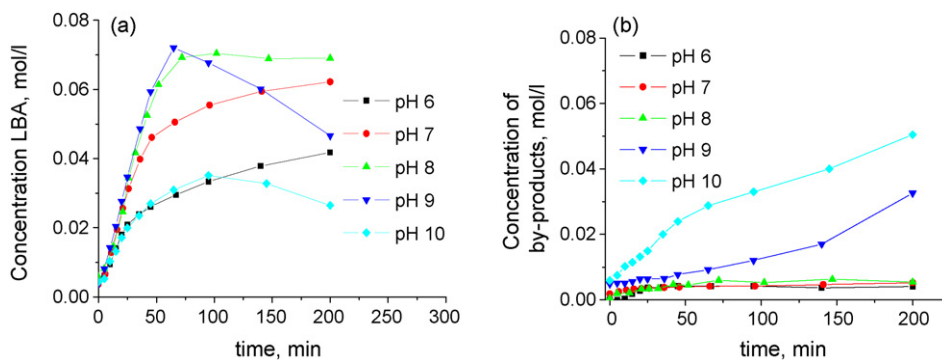 (a)
Concentration LBA, mol/l
0.08
0.06
0.04
0.02
0.00
0 50 100 150 200 250 300
time, min
pH 6
pH 7
pH 8
pH 9
pH 10
(b)
Concentration of
by-products, mol/l
0.08
0.06
0.04
0.02
0.00
0 50 100 150 200
time, min
pH 6
pH 7
pH 8
pH 9
pH 10